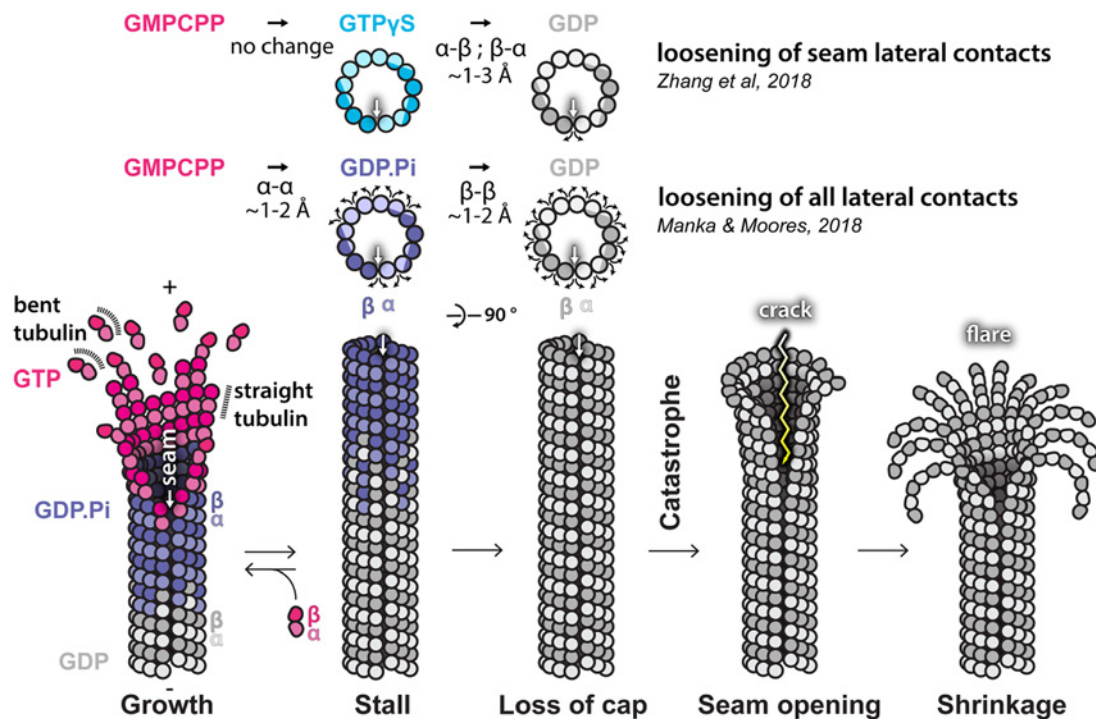 GMPCPP → GTPγS → GDP
no change
α-β ; β-α
~1-3 Å
loosening of seam lateral contacts
Zhang et al, 2018
GMPCPP → GDP.Pi → GDP
α-α
~1-2 Å
β-β
~1-2 Å
loosening of all lateral contacts
Manka & Moores, 2018
β α
90°
β α
+
bent
tubulin
GTP
straight
tubulin
seam
GDP.Pi
β
α
β
α
GDP
-
β
α
Catastrophe
crack
flare
Growth
Stall
Loss of cap
Seam opening
Shrinkage